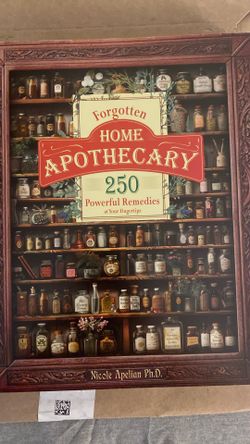 Forgotten
HOME
APOTHECARY
250
Powerful Remedies
at Your Fingertips
Nicole Apelian Ph.D.